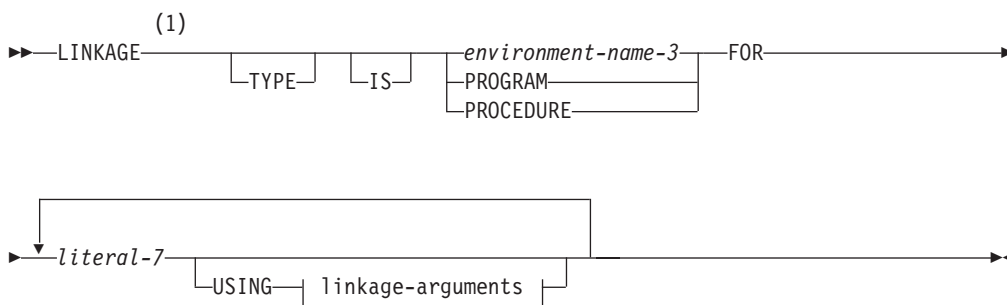 (1)
LINKAGE environment-name-3 FOR
TYPE IS PROGRAM
PROCEDURE
literal-7
USING linkage-arguments